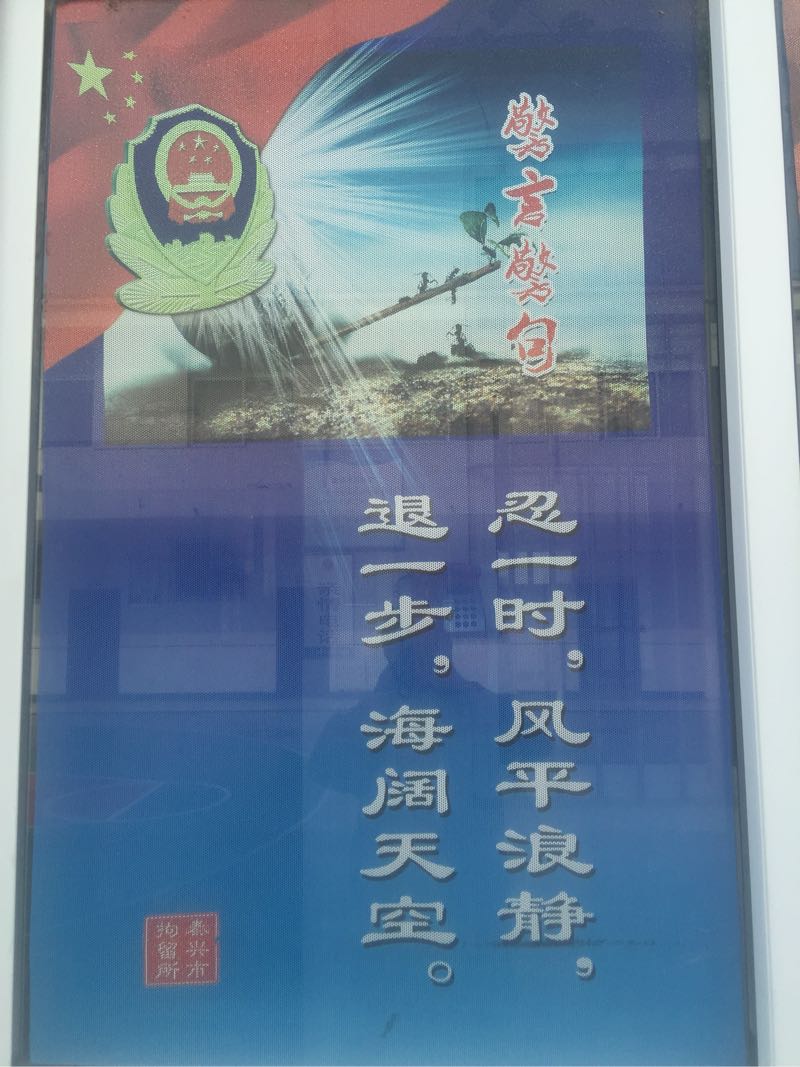 警言警句
忍一时，风平浪静，
退一步，海阔天空。
泰兴市
拘留所